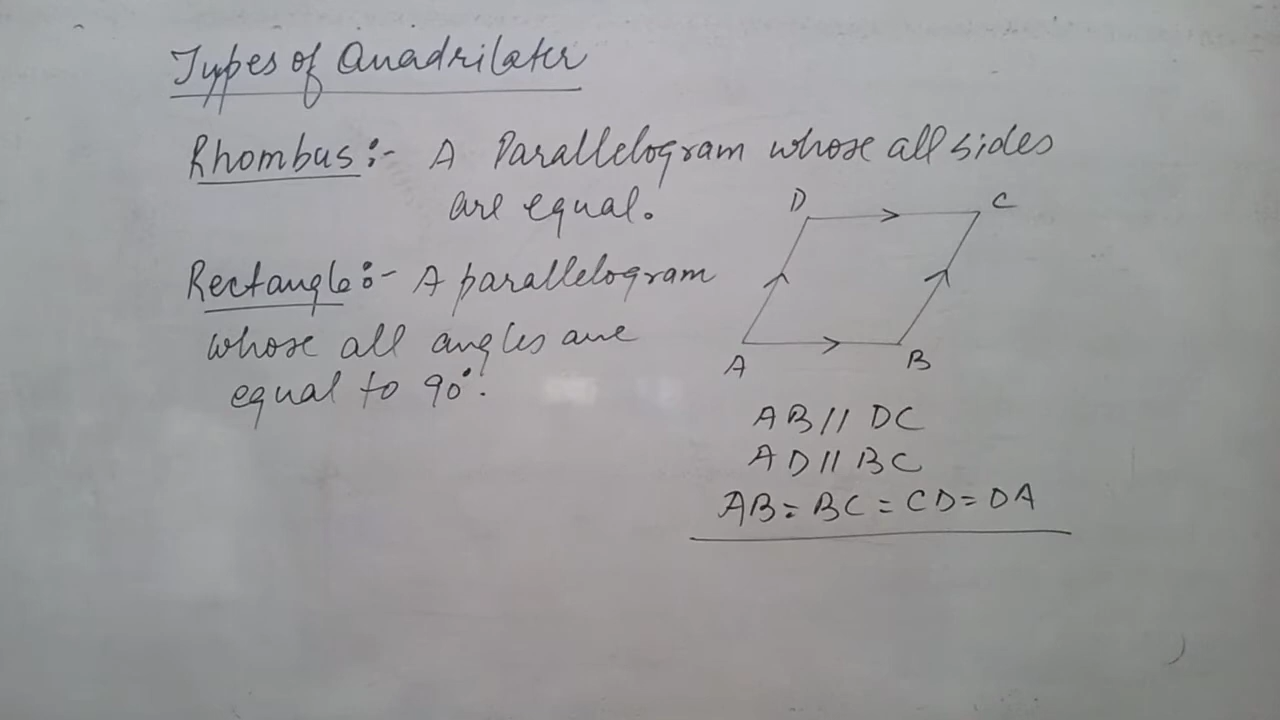 Types of Quadrilater
Rhombus:- A Parallelogram whose all sides
are equal.
Rectangle:- A parallelogram
whose all angles are
equal to 90°.
D C
A B
AB // DC
AD // BC
AB = BC = CD = DA